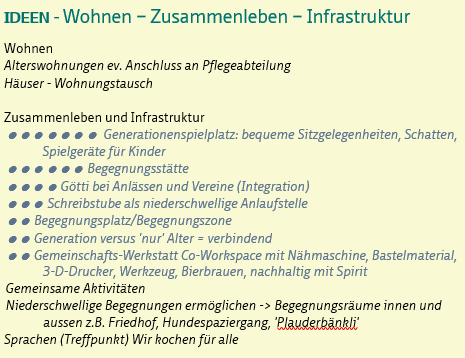 IDEEN - Wohnen – Zusammenleben – Infrastruktur
Wohnen
Alterswohnungen ev. Anschluss an Pflegeabteilung
Häuser - Wohnungstausch
Zusammenleben und Infrastruktur
● ● ● ● ● ● ● Generationenspielplatz: bequeme Sitzgelegenheiten, Schatten,
Spielgeräte für Kinder
● ● ● ● ● ● Begegnungsstätte
● ● ● ● Götti bei Anlässen und Vereine (Integration)
● ● ● Schreibstube als niederschwellige Anlaufstelle
● ● Begegnungsplatz/Begegnungszone
● ● Generation versus 'nur' Alter = verbindend
● ● Gemeinschafts-Werkstatt Co-Workspace mit Nähmaschine, Bastelmaterial,
3-D-Drucker, Werkzeug, Bierbrauen, nachhaltig mit Spirit
Gemeinsame Aktivitäten
Niederschwellige Begegnungen ermöglichen -> Begegnungsräume innen und
aussen z.B. Friedhof, Hundespaziergang, 'Plauderbänkli'
Sprachen (Treffpunkt) Wir kochen für alle